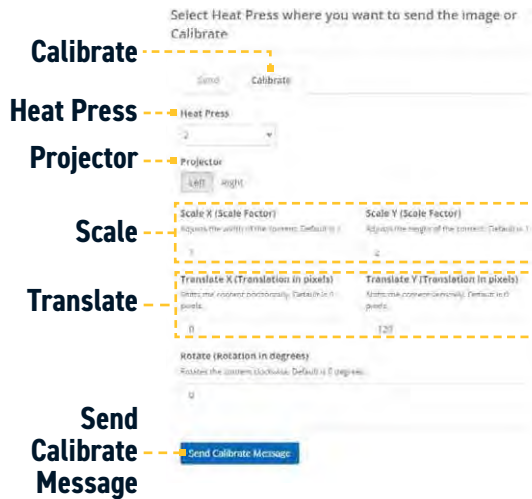 Select Heat Press where you want to send the image or
Calibrate
Calibrate
Send Calibrate
Heat Press
Heat Press
2
Projector
Projector
Left Right
Scale
Scale X (Scale Factor) Scale Y (Scale Factor)
Adjusts the width of the content. Default is 1 Adjusts the height of the content. Default is 1
1 2
Translate
Translate X (Translation in pixels) Translate Y (Translation in pixels)
Shifts the content horizontally. Default is 0 Shifts the content vertically. Default is 0
pixels. pixels.
0 120
Rotate (Rotation in degrees)
Rotates the content clockwise. Default is 0 degrees.
0
Send
Calibrate
Message
Send Calibrate Message